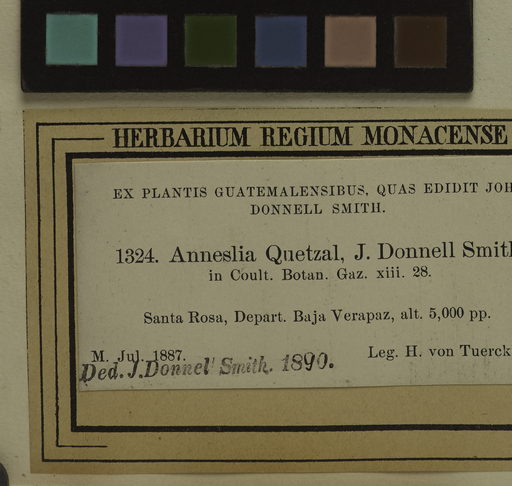 HERBARIUM REGIUM MONACENSE
EX PLANTIS GUATEMALENSIBUS, QUAS EDIDIT JOH
DONNELL SMITH.
1324. Anneslia Quetzal, J. Donnell Smith
in Coult. Botan. Gaz. xiii. 28.
Santa Rosa, Depart. Baja Verapaz, alt. 5,000 pp.
M. Jul. 1887. Leg. H. von Tuerck
Ded. J. Donnell Smith. 1890.